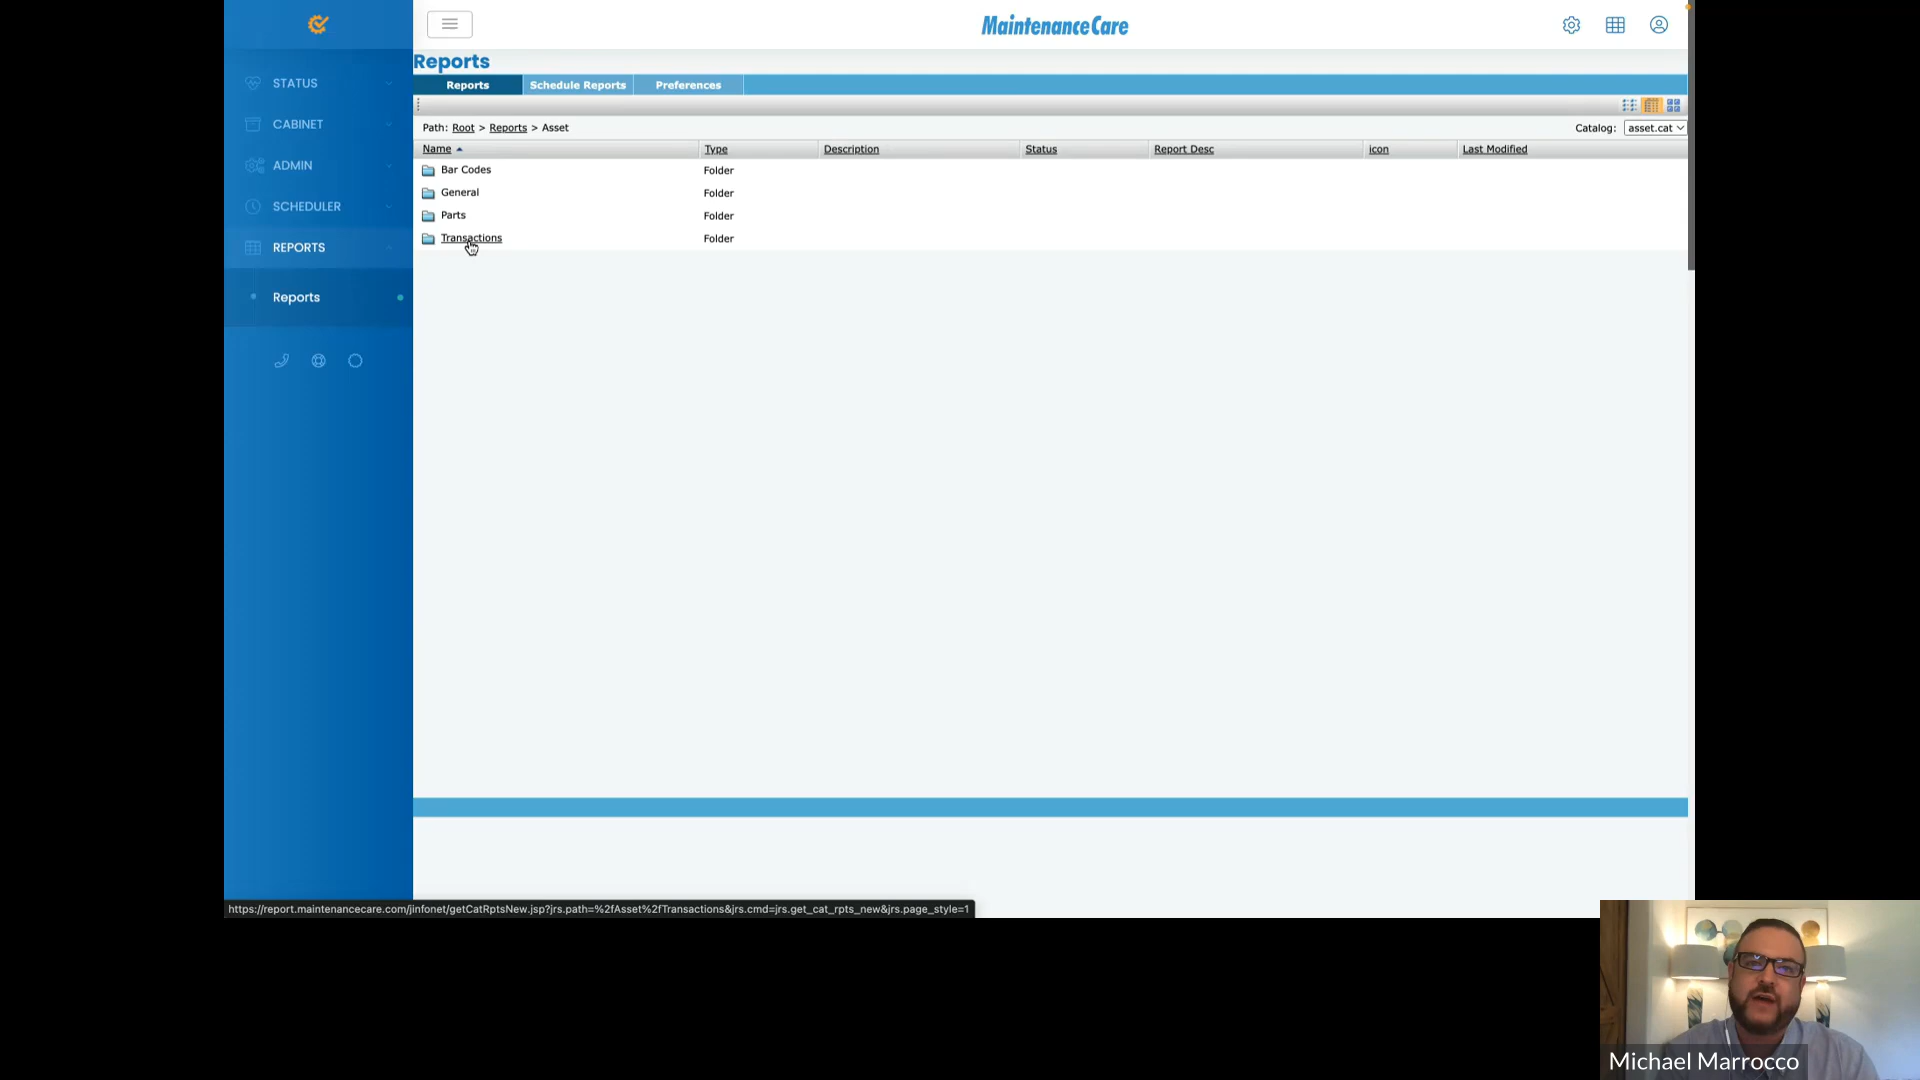 MaintenanceCare
STATUS
CABINET
ADMIN
SCHEDULER
REPORTS
Reports
Reports
Reports Schedule Reports Preferences
Path: Root > Reports > Asset
Catalog: asset.cat
Name Type Description Status Report Desc icon Last Modified
Bar Codes Folder
General Folder
Parts Folder
Transactions Folder
https://report.maintenancecare.com/jinfonet/getCatRptsNew.jsp?jrs.path=%2fAsset%2fTransactions&jrs.cmd=jrs.get_cat_rpts_new&jrs.page_style=1
Michael Marrocco